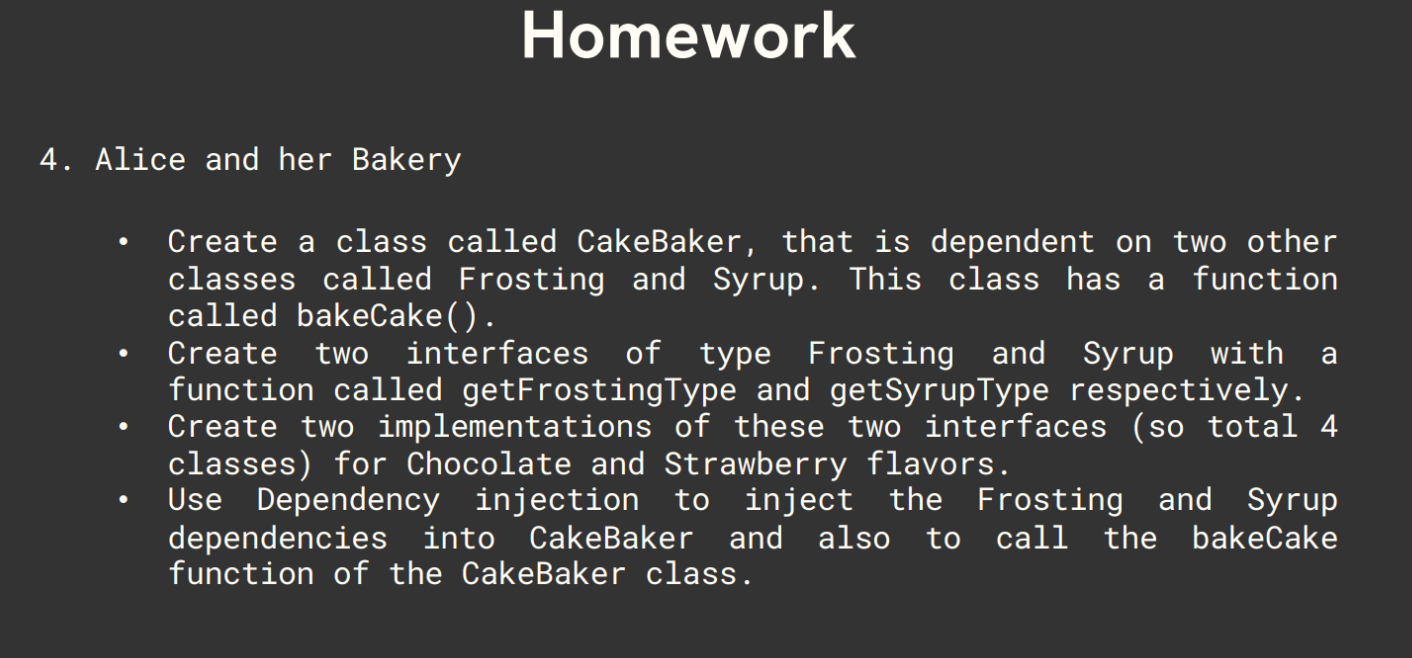 Homework
4. Alice and her Bakery
• Create a class called CakeBaker, that is dependent on two other
classes called Frosting and Syrup. This class has a function
called bakeCake().
• Create two interfaces of type Frosting and Syrup with a
function called getFrostingType and getSyrupType respectively.
• Create two implementations of these two interfaces (so total 4
classes) for Chocolate and Strawberry flavors.
• Use Dependency injection to inject the Frosting and Syrup
dependencies into CakeBaker and also to call the bakeCake
function of the CakeBaker class.